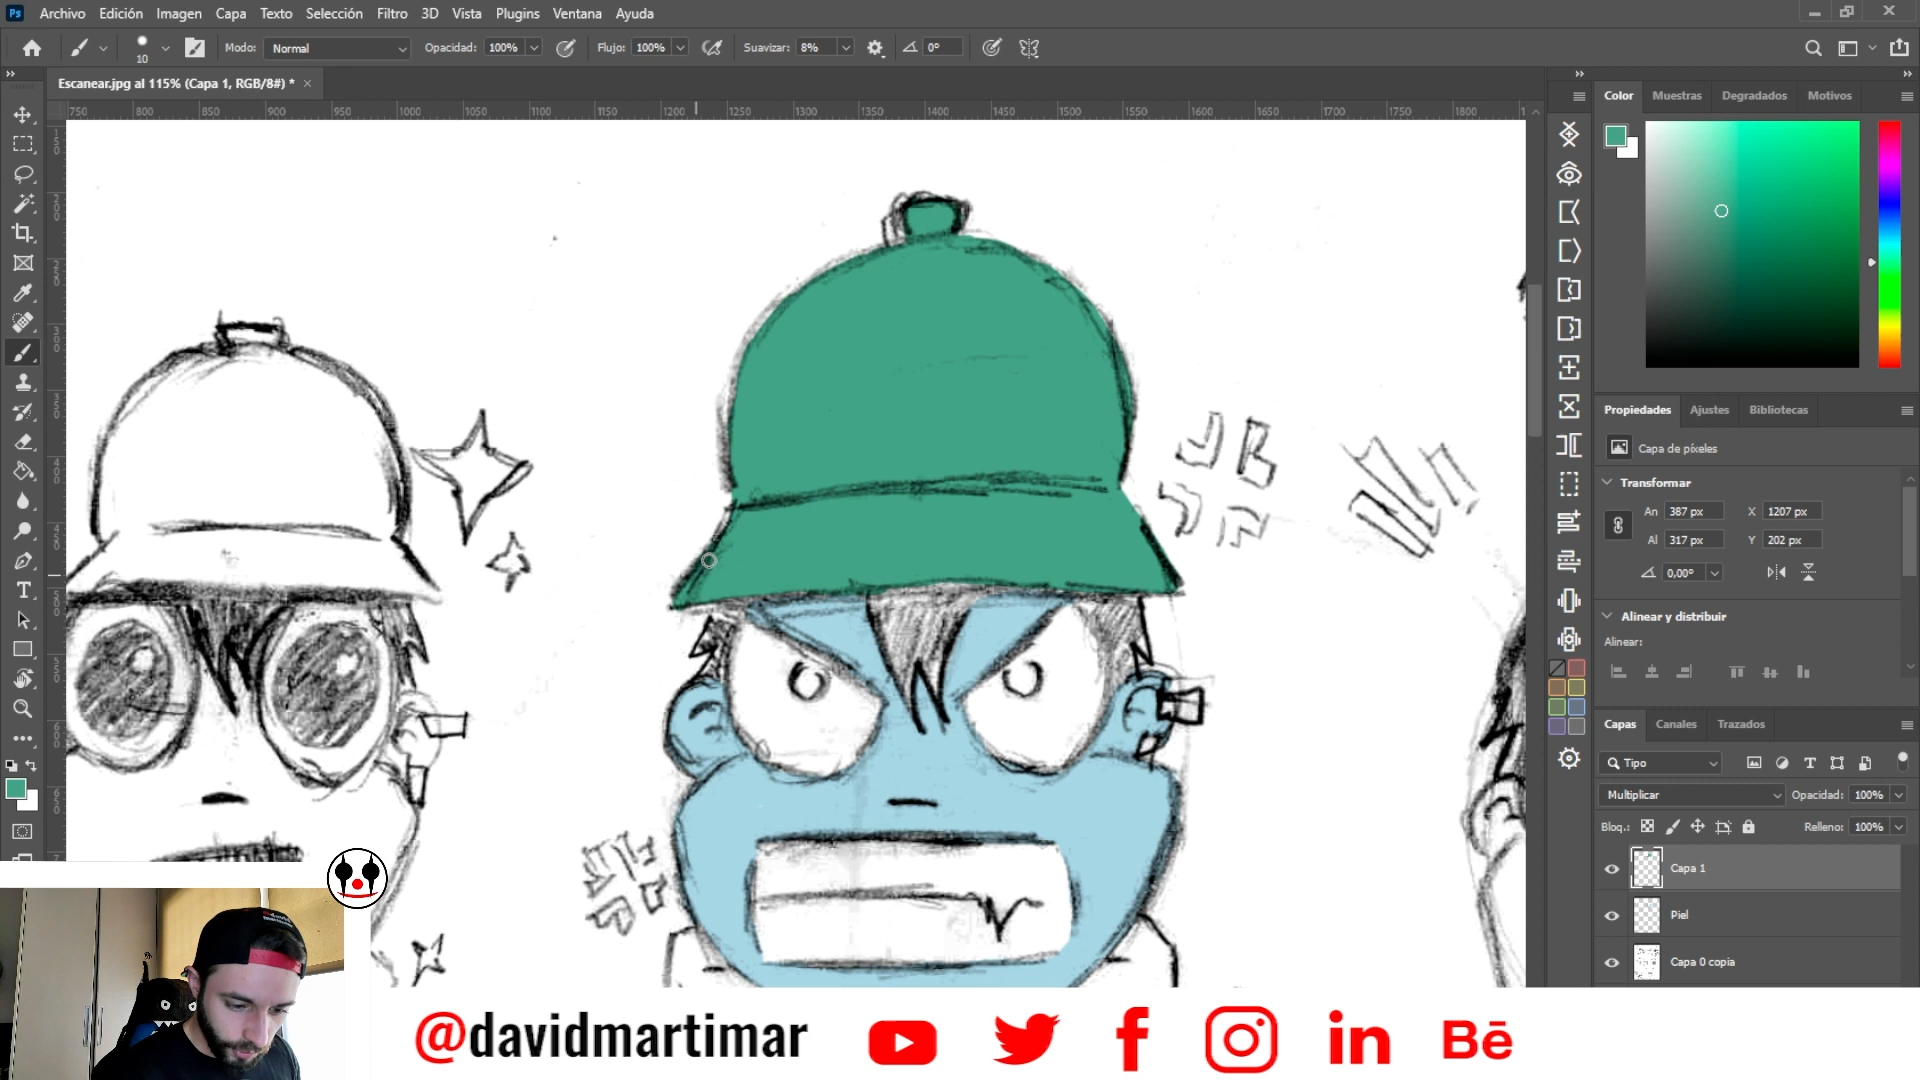 Ps Archivo Edición Imagen Capa Texto Selección Filtro 3D Vista Plugins Ventana Ayuda
10 Modo: Normal Opacidad: 100% Flujo: 100% Suavizar: 8% 0°
Escanear.jpg al 115% (Capa 1, RGB/8#) * ×
750 800 850 900 950 1000 1050 1100 1150 1200 1250 1300 1350 1400 1450 1500 1550 1600 1650 1700 1750 1800
Color Muestras Degradados Motivos
Propiedades Ajustes Bibliotecas
Capa de píxeles
Transformar
An 387 px X 1207 px
Al 317 px Y 202 px
0,00°
Alinear y distribuir
Alinear:
Capas Canales Trazados
Tipo
Multiplicar Opacidad: 100%
Bloq.: Relleno: 100%
Capa 1
Piel
Capa 0 copia
@davidmartimar
in Bē